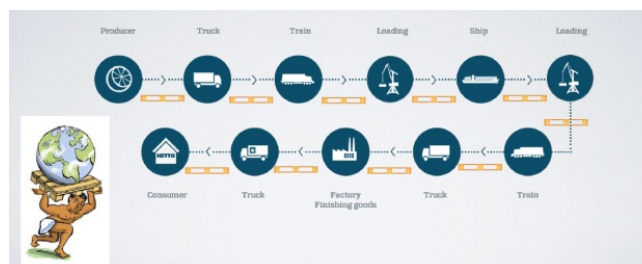 Producer
Truck
Train
Loading
Ship
Loading
NETTO
Consumer
Truck
Factory
Finishing goods
Truck
Train